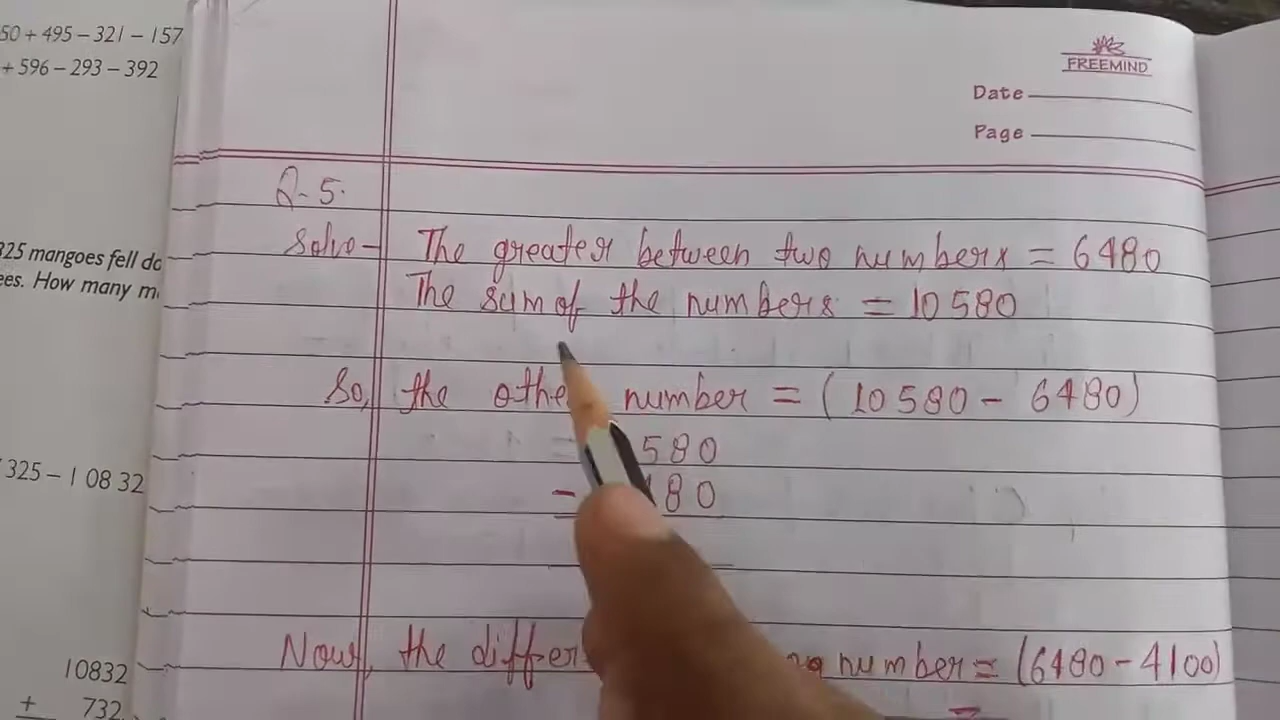 50 + 495 – 321 – 157
+ 596 – 293 – 392
FREEMIND
Date
Page
Q-5.
Solve- The greater between two numbers = 6480
The sum of the numbers = 10580
325 mangoes fell do
ees. How many m
So, the othe number = (10580 - 6480)
= 580
- 80
325 – 1 08 32
Now, the differ number = (6480 - 4100)
=
10832
+ 732